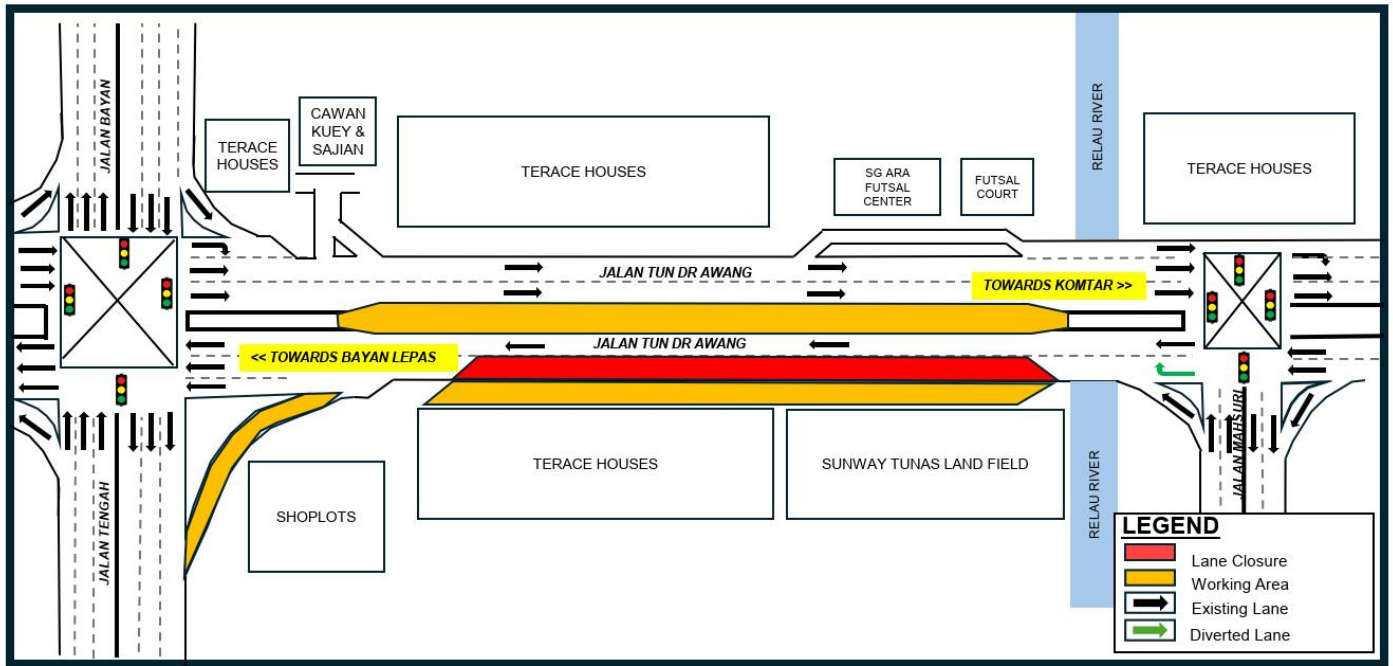 JALAN BAYAN
TERACE
HOUSES
CAWAN
KUEY &
SAJIAN
TERACE HOUSES
SG ARA
FUTSAL
CENTER
FUTSAL
COURT
RELAU RIVER
TERACE HOUSES
JALAN TUN DR AWANG
TOWARDS KOMTAR >>
JALAN TUN DR AWANG
<< TOWARDS BAYAN LEPAS
JALAN TENGAH
SHOPLOTS
TERACE HOUSES
SUNWAY TUNAS LAND FIELD
RELAU RIVER
JALAN MAHSURI
LEGEND
Lane Closure
Working Area
Existing Lane
Diverted Lane